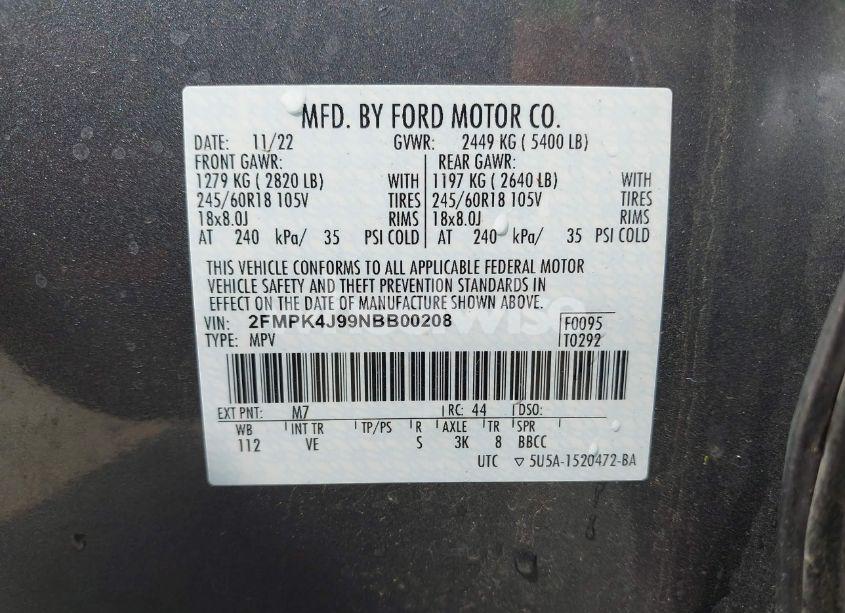 MFD. BY FORD MOTOR CO.
DATE: 11/22 GVWR: 2449 KG ( 5400 LB)
FRONT GAWR: REAR GAWR:
1279 KG ( 2820 LB) WITH 1197 KG ( 2640 LB) WITH
245/60R18 105V TIRES 245/60R18 105V TIRES
18x8.0J RIMS 18x8.0J RIMS
AT 240 kPa/ 35 PSI COLD AT 240 kPa/ 35 PSI COLD
THIS VEHICLE CONFORMS TO ALL APPLICABLE FEDERAL MOTOR
VEHICLE SAFETY AND THEFT PREVENTION STANDARDS IN
EFFECT ON THE DATE OF MANUFACTURE SHOWN ABOVE.
VIN: 2FMPK4J99NBB00208 F0095
TYPE: MPV T0292
EXT PNT: M7 RC: 44 DSO:
WB INT TR TP/PS R AXLE TR SPR
112 VE S 3K 8 BBCC
UTC ▽ 5U5A-1520472-BA